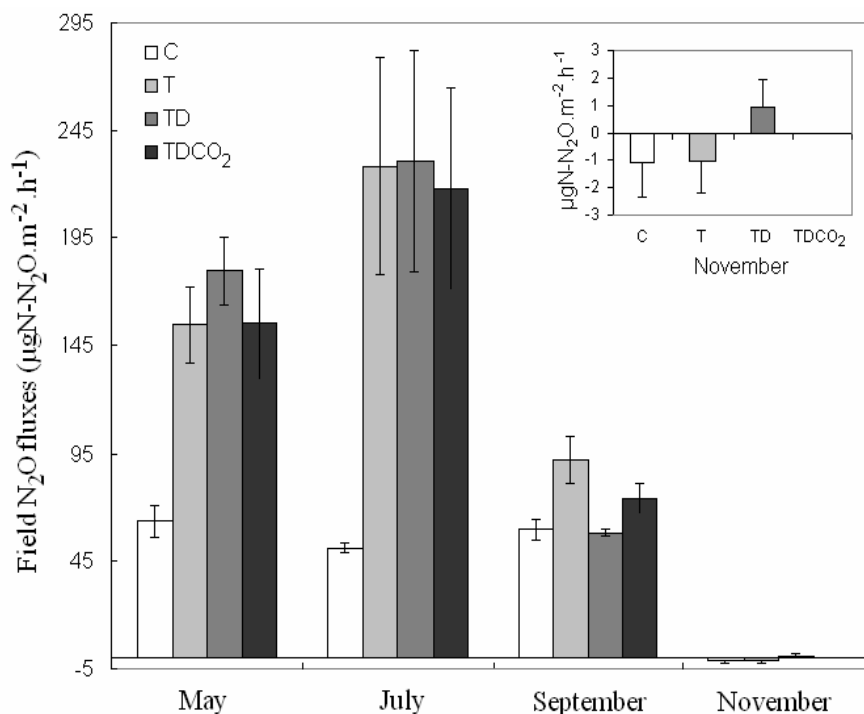 Field N₂O fluxes (µgN-N₂O.m⁻².h⁻¹)
295
245
195
145
95
45
-5
C
T
TD
TDCO₂
May
July
September
November
µgN-N₂O.m⁻².h⁻¹
3
2
1
0
-1
-2
-3
C
T
TD
TDCO₂
November